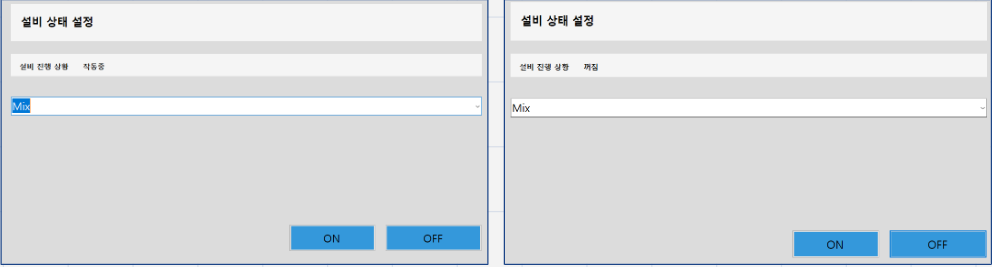 설비 상태 설정
설비 진행 상황 작동중
Mix
ON OFF
설비 상태 설정
설비 진행 상황 꺼짐
Mix
ON OFF